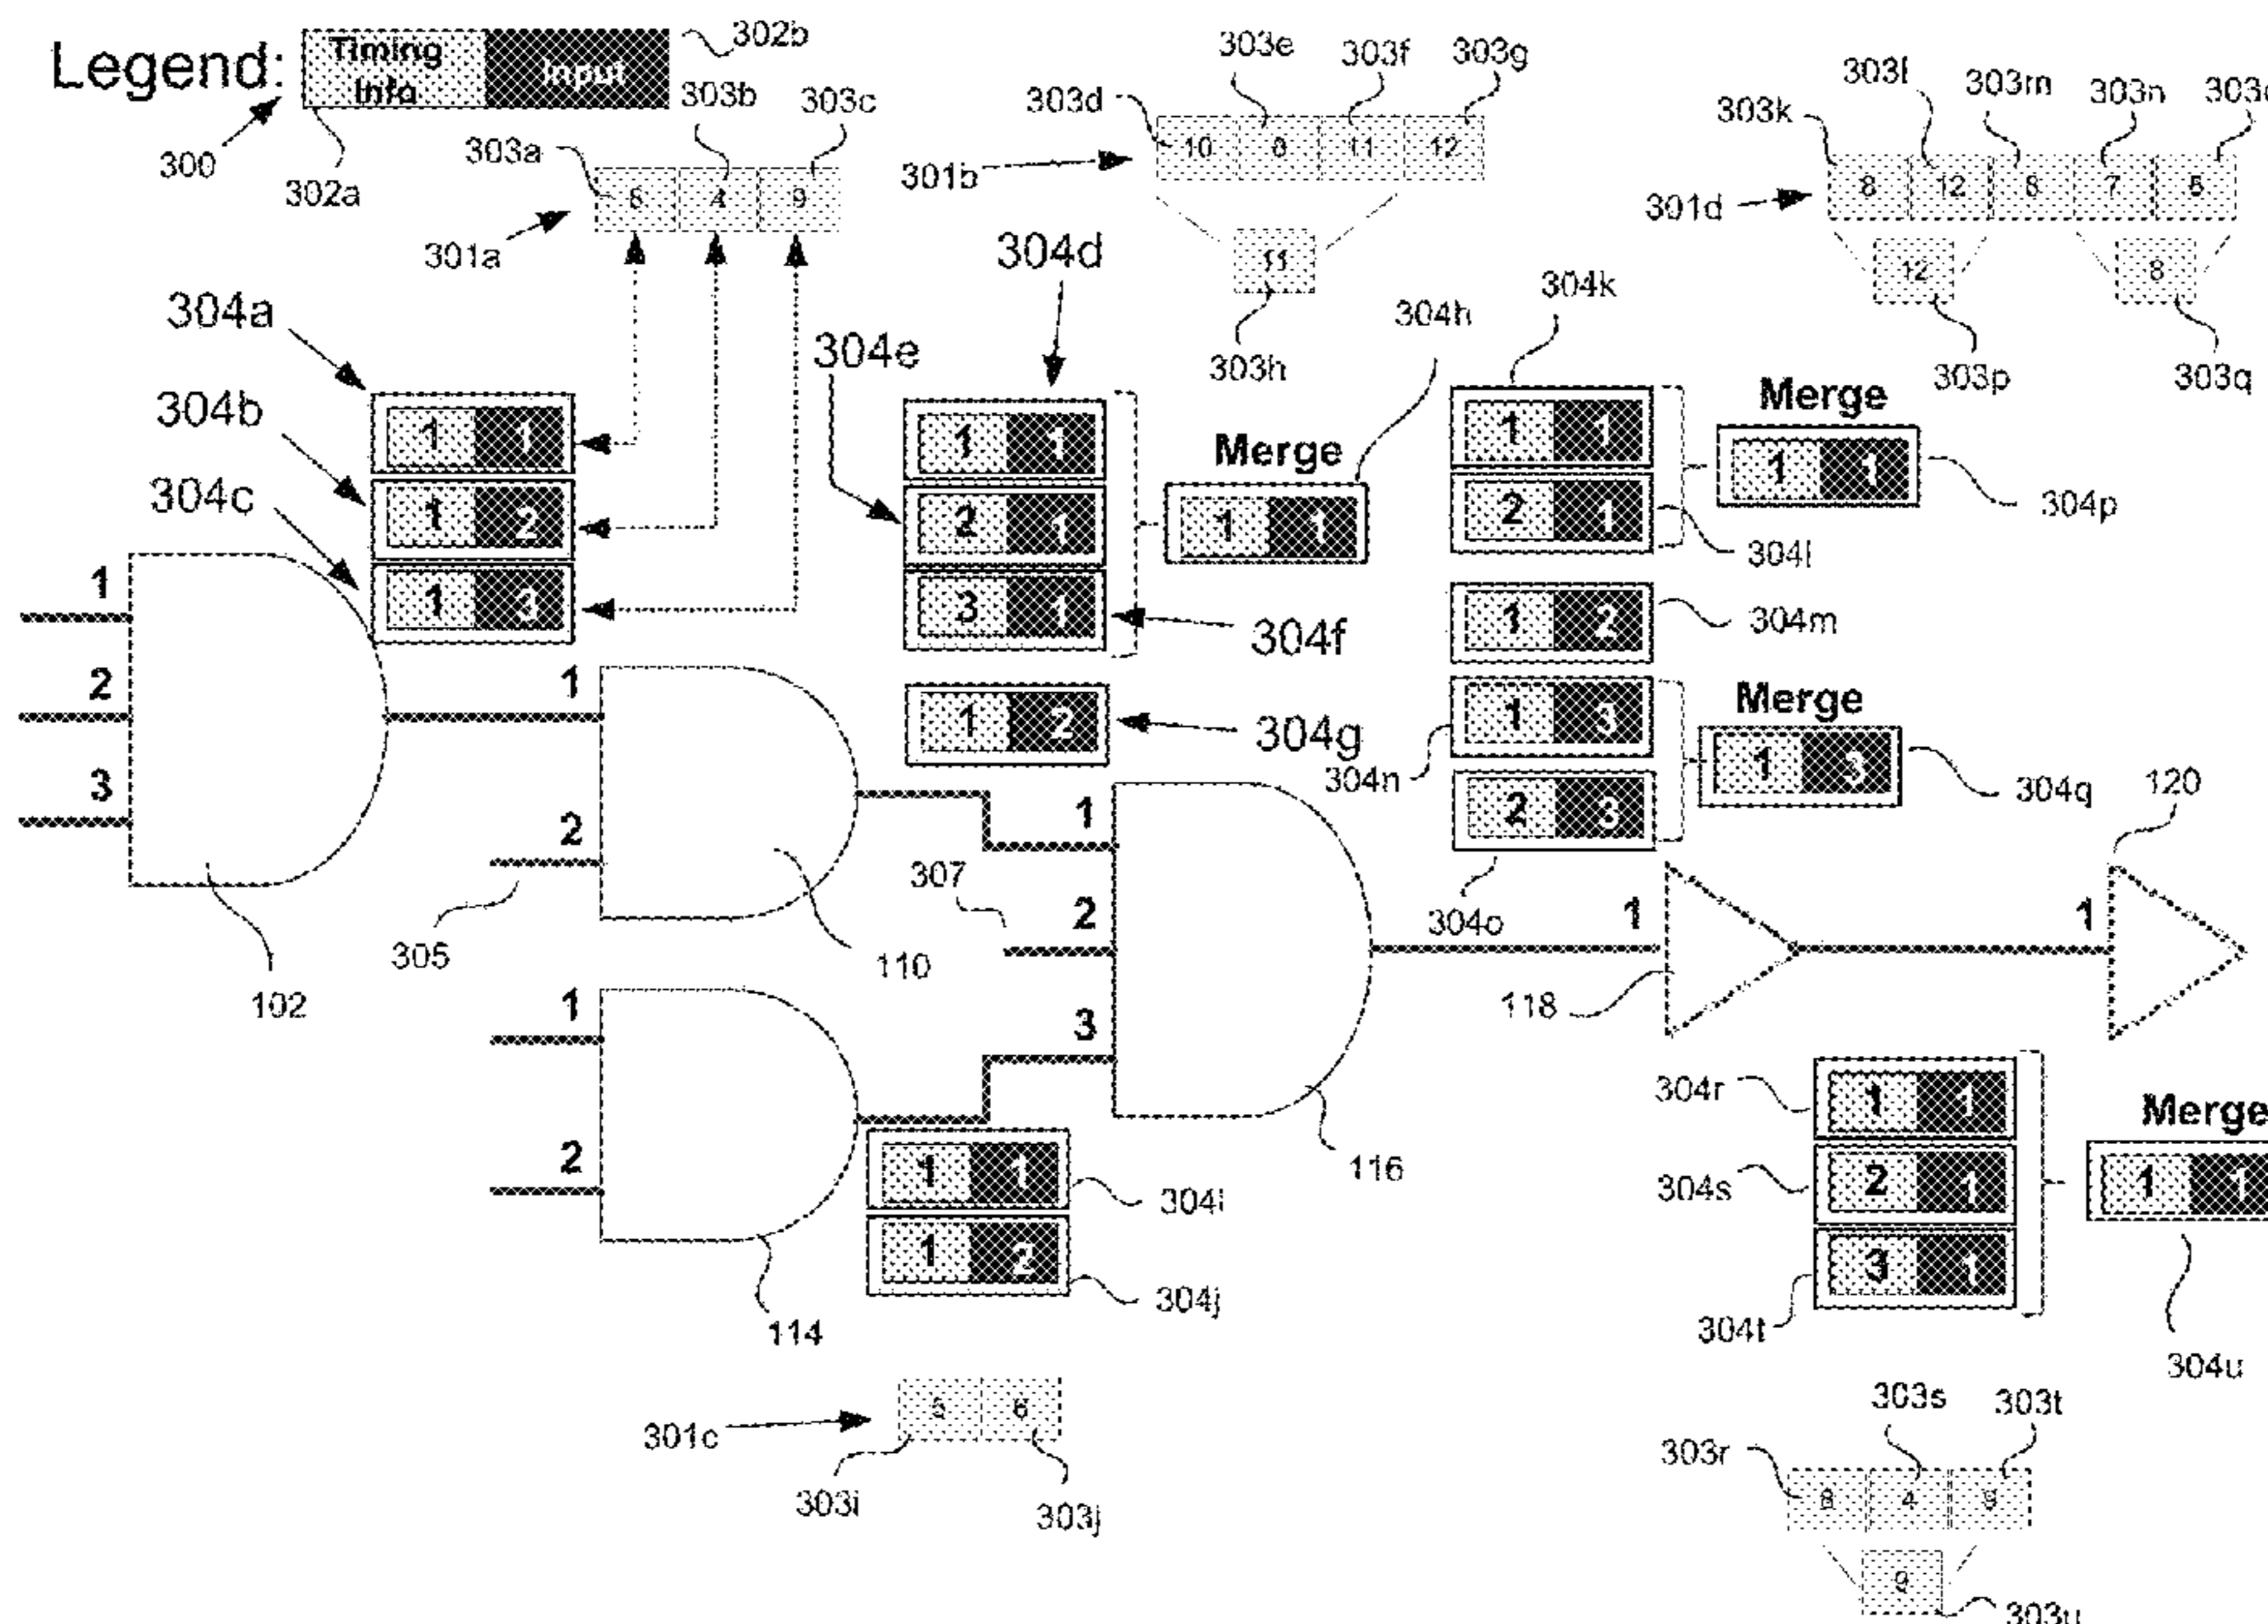 Legend:
Timing
Info
Input
302b
300
302a
303a
303b
303c
301a
4
9
303d
303e
303f
303g
301b
10
11
12
11
303h
303k
303l
303m
303n
301d
8
12
7
12
8
303p
303q
304a
304b
304c
1 1
1 2
1 3
304d
304e
304f
304g
1 1
2 1
3 1
1 2
Merge
304h
1 1
304k
304l
304m
304n
304o
1 1
2 1
1 2
1 3
2 3
Merge
1 1
304p
Merge
1 3
304q
1
2
3
102
1
2
305
110
1
2
114
304i
304j
1 1
1 2
301c
6
303i
303j
1
2
3
307
116
1
118
1
120
304r
304s
304t
1 1
2 1
3 1
Merge
1 1
304u
303r
303s
303t
8
4
9
9
303u